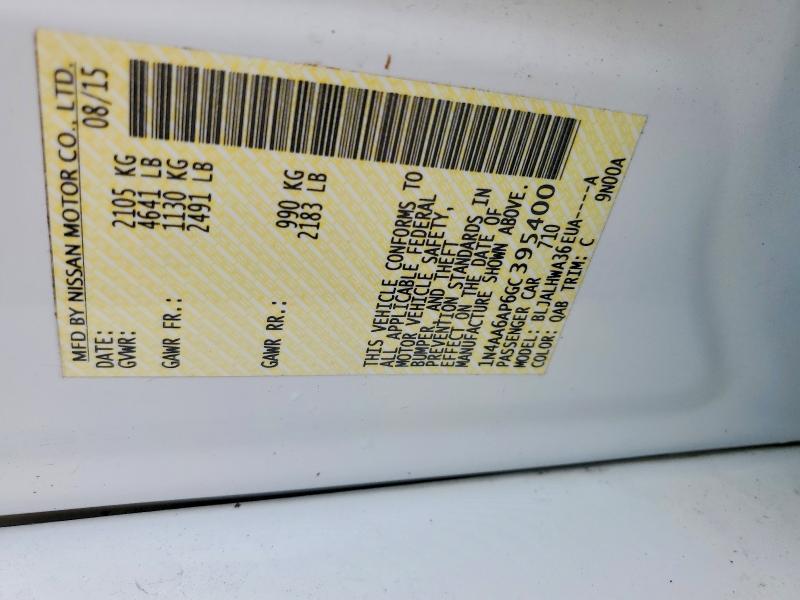 MFD BY NISSAN MOTOR CO., LTD.
DATE: 08/15
GVWR: 2105 KG
4641 LB
GAWR FR.: 1130 KG
2491 LB
GAWR RR.: 990 KG
2183 LB
THIS VEHICLE CONFORMS TO
ALL APPLICABLE FEDERAL
MOTOR VEHICLE SAFETY,
BUMPER, AND THEFT
PREVENTION STANDARDS IN
EFFECT ON THE DATE OF
MANUFACTURE SHOWN ABOVE.
1N4AA6AP6GC395400
PASSENGER CAR 710
MODEL: BLJALHWA36EUA-----A
COLOR: QAB TRIM: C 9N00A